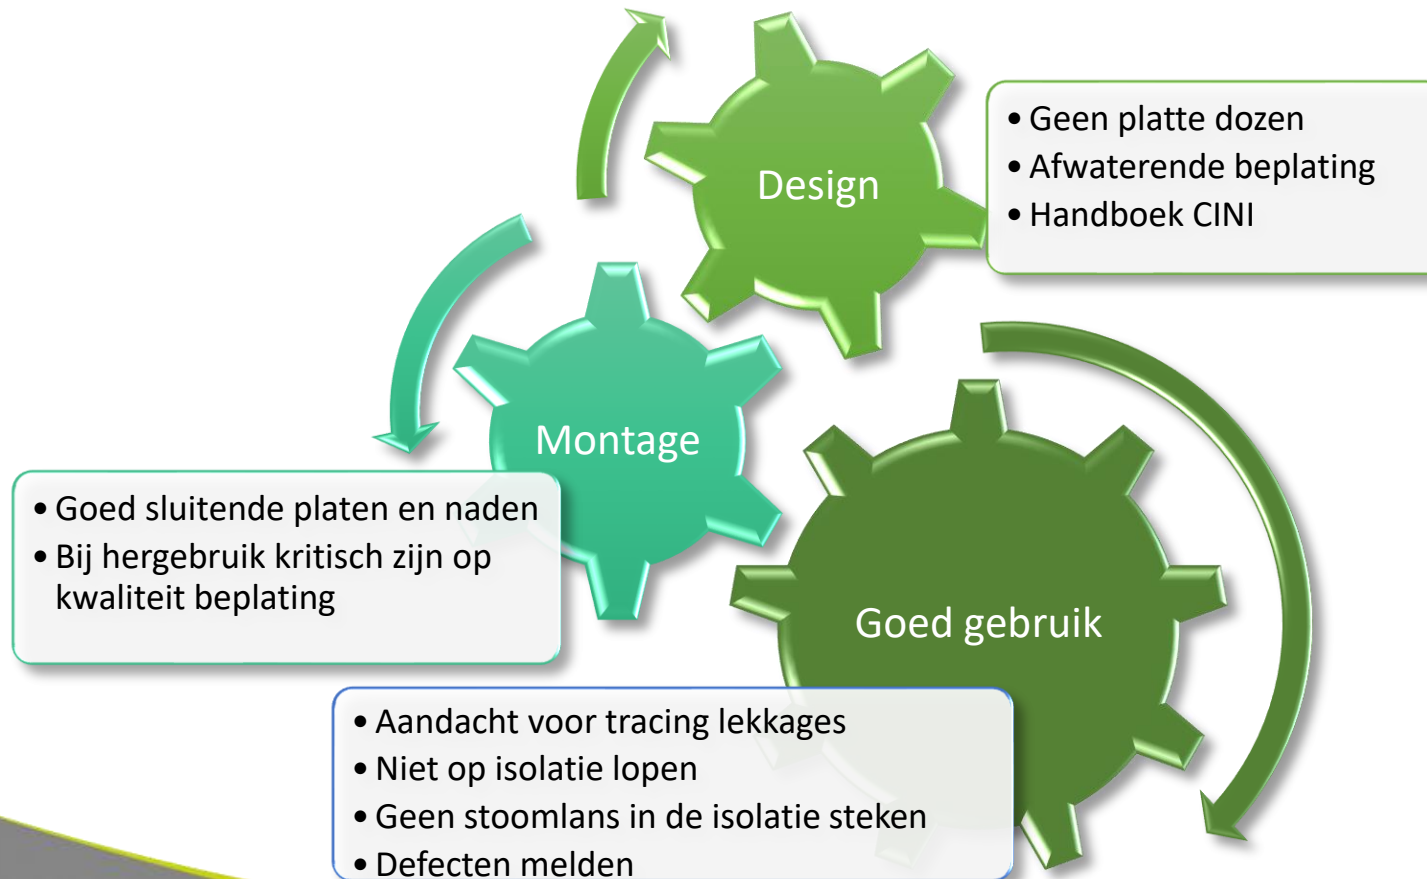 Design
• Geen platte dozen
• Afwaterende beplating
• Handboek CINI
Montage
• Goed sluitende platen en naden
• Bij hergebruik kritisch zijn op
kwaliteit beplating
Goed gebruik
• Aandacht voor tracing lekkages
• Niet op isolatie lopen
• Geen stoomlans in de isolatie steken
• Defecten melden